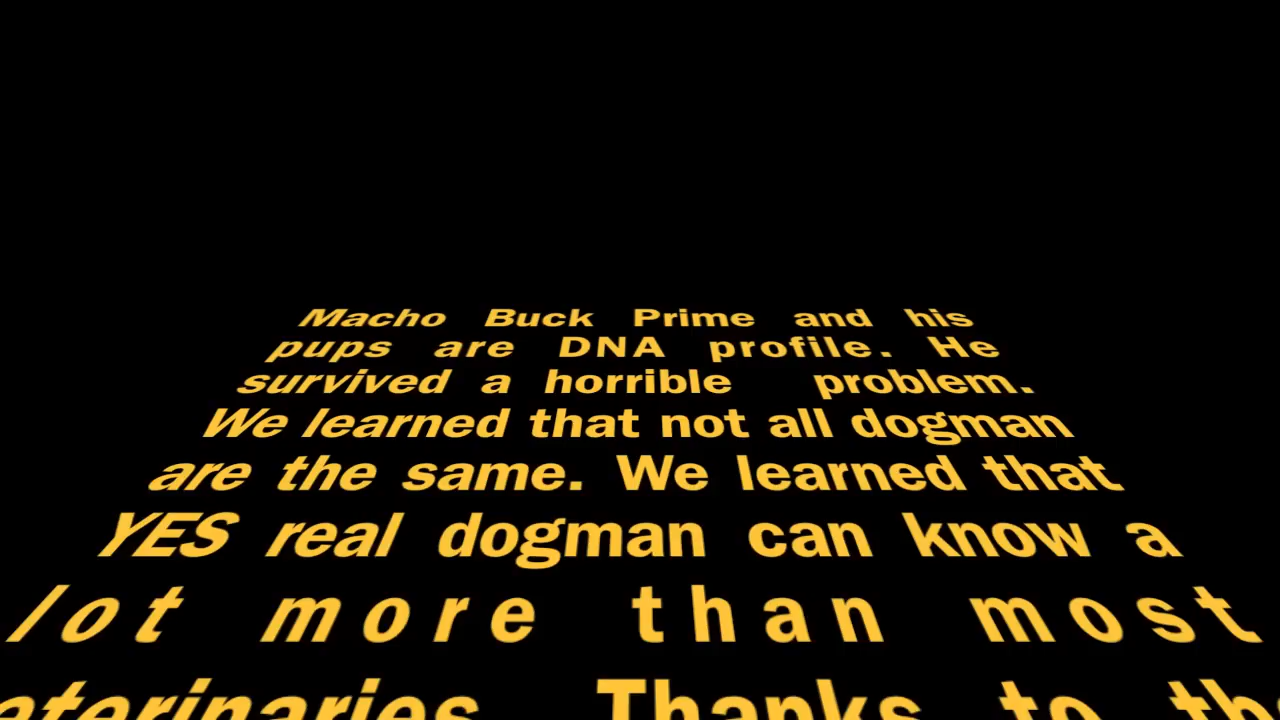 Macho Buck Prime and his
pups are DNA profile. He
survived a horrible problem.
We learned that not all dogman
are the same. We learned that
YES real dogman can know a
lot more than most
Thanks to